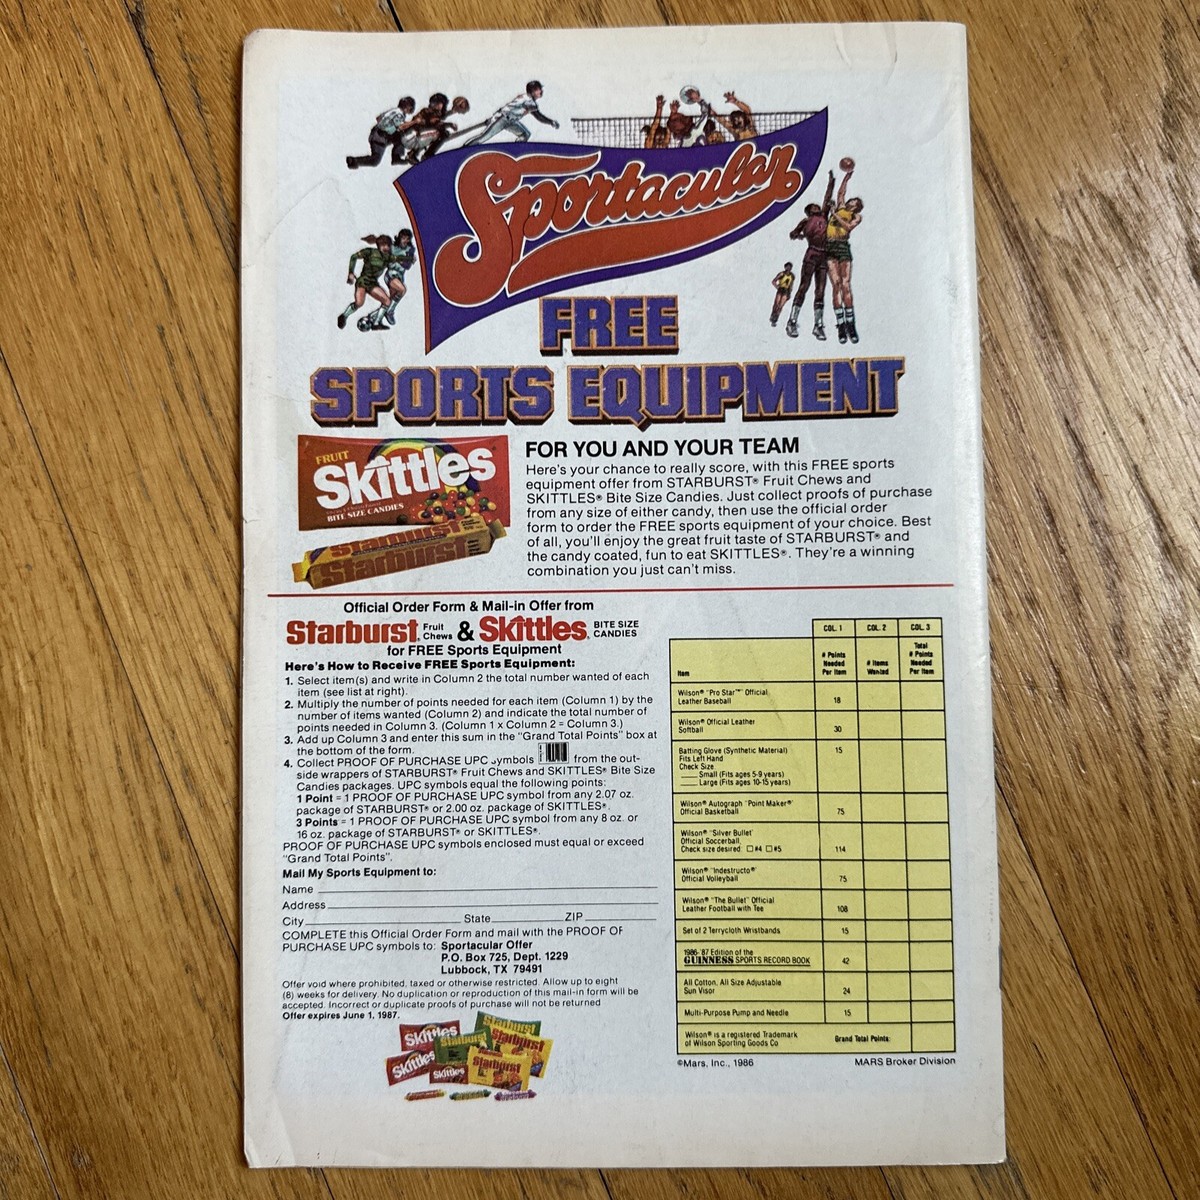 Sportacular
FREE
SPORTS EQUIPMENT
FRUIT
Skittles
BITE SIZE CANDIES
Starburst
Starburst
FOR YOU AND YOUR TEAM
Here's your chance to really score, with this FREE sports
equipment offer from STARBURST® Fruit Chews and
SKITTLES® Bite Size Candies. Just collect proofs of purchase
from any size of either candy, then use the official order
form to order the FREE sports equipment of your choice. Best
of all, you'll enjoy the great fruit taste of STARBURST® and
the candy coated, fun to eat SKITTLES®. They're a winning
combination you just can't miss.
Official Order Form & Mail-in Offer from
Starburst® Fruit Chews & Skittles® BITE SIZE CANDIES
for FREE Sports Equipment
Here's How to Receive FREE Sports Equipment:
1. Select item(s) and write in Column 2 the total number wanted of each
item (see list at right).
2. Multiply the number of points needed for each item (Column 1) by the
number of items wanted (Column 2) and indicate the total number of
points needed in Column 3. (Column 1 x Column 2 = Column 3.)
3. Add up Column 3 and enter this sum in the "Grand Total Points" box at
the bottom of the form.
4. Collect PROOF OF PURCHASE UPC symbols from the out-
side wrappers of STARBURST® Fruit Chews and SKITTLES® Bite Size
Candies packages. UPC symbols equal the following points:
1 Point = 1 PROOF OF PURCHASE UPC symbol from any 2.07 oz.
package of STARBURST® or 2.00 oz. package of SKITTLES®.
3 Points = 1 PROOF OF PURCHASE UPC symbol from any 8 oz. or
16 oz. package of STARBURST® or SKITTLES®.
PROOF OF PURCHASE UPC symbols enclosed must equal or exceed
"Grand Total Points".
Mail My Sports Equipment to:
Name
Address
City State ZIP
COMPLETE this Official Order Form and mail with the PROOF OF
PURCHASE UPC symbols to: Sportacular Offer
P.O. Box 725, Dept. 1229
Lubbock, TX 79491
Offer void where prohibited, taxed or otherwise restricted. Allow up to eight
(8) weeks for delivery. No duplication or reproduction of this mail-in form will be
accepted. Incorrect or duplicate proofs of purchase will not be returned
Offer expires June 1, 1987.
Skittles
Starburst
Starburst
Starburst
Skittles
Skittles
Starburst
COL. 1 COL. 2 COL. 3
Item # Points Needed Per Item # Items Wanted Total # Points Needed Per Item
Wilson® "Pro Star™" Official
Leather Baseball 18
Wilson® Official Leather
Softball 30
Batting Glove (Synthetic Material) 15
Fits Left Hand
Check Size
Small (Fits ages 5-9 years)
Large (Fits ages 10-15 years)
Wilson® Autograph "Point Maker®"
Official Basketball 75
Wilson® "Silver Bullet"
Official Soccerball,
Check size desired: ☐ #4 ☐ #5 114
Wilson® "Indestructo®"
Official Volleyball 75
Wilson® "The Bullet" Official
Leather Football with Tee 108
Set of 2 Terrycloth Wristbands 15
1986-'87 Edition of the
GUINNESS SPORTS RECORD BOOK 42
All Cotton, All Size Adjustable
Sun Visor 24
Multi-Purpose Pump and Needle 15
Wilson® is a registered Trademark
of Wilson Sporting Goods Co Grand Total Points:
©Mars, Inc., 1986 MARS Broker Division